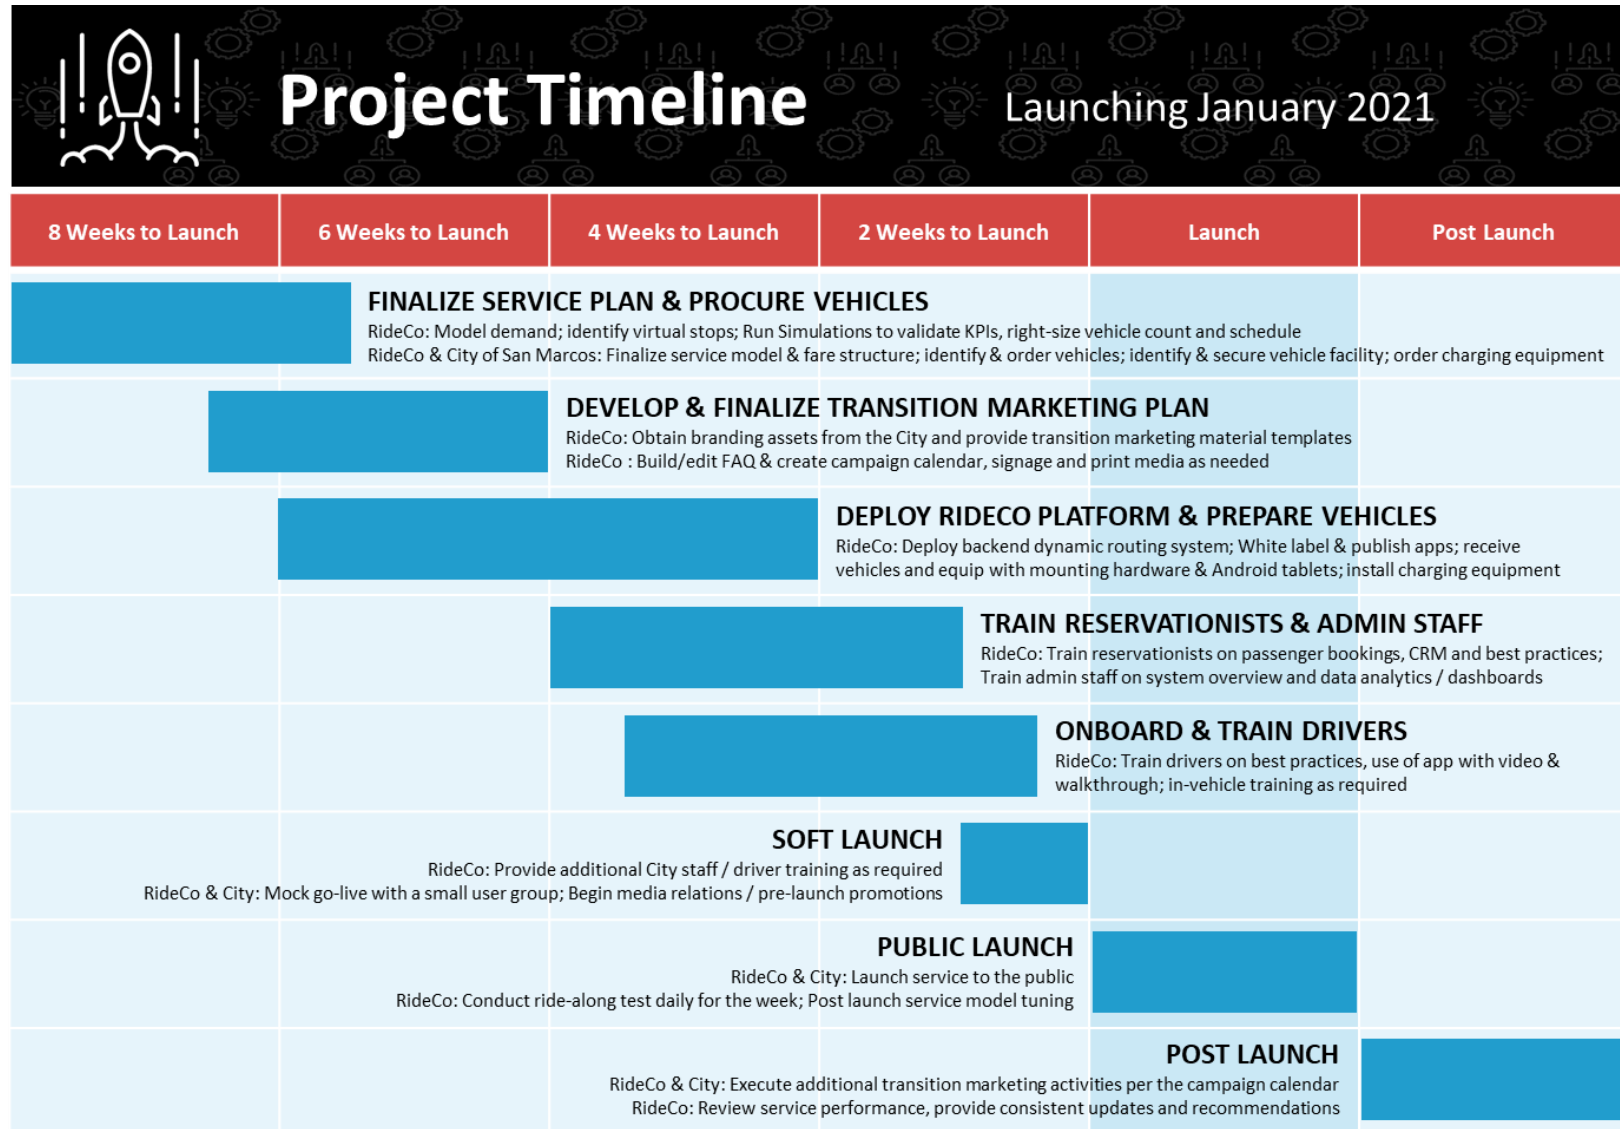 Project Timeline
Launching January 2021
8 Weeks to Launch
6 Weeks to Launch
4 Weeks to Launch
2 Weeks to Launch
Launch
Post Launch
FINALIZE SERVICE PLAN & PROCURE VEHICLES
RideCo: Model demand; identify virtual stops; Run Simulations to validate KPIs, right-size vehicle count and schedule
RideCo & City of San Marcos: Finalize service model & fare structure; identify & order vehicles; identify & secure vehicle facility; order charging equipment
DEVELOP & FINALIZE TRANSITION MARKETING PLAN
RideCo: Obtain branding assets from the City and provide transition marketing material templates
RideCo : Build/edit FAQ & create campaign calendar, signage and print media as needed
DEPLOY RIDECO PLATFORM & PREPARE VEHICLES
RideCo: Deploy backend dynamic routing system; White label & publish apps; receive
vehicles and equip with mounting hardware & Android tablets; install charging equipment
TRAIN RESERVATIONISTS & ADMIN STAFF
RideCo: Train reservationists on passenger bookings, CRM and best practices;
Train admin staff on system overview and data analytics / dashboards
ONBOARD & TRAIN DRIVERS
RideCo: Train drivers on best practices, use of app with video &
walkthrough; in-vehicle training as required
SOFT LAUNCH
RideCo: Provide additional City staff / driver training as required
RideCo & City: Mock go-live with a small user group; Begin media relations / pre-launch promotions
PUBLIC LAUNCH
RideCo & City: Launch service to the public
RideCo: Conduct ride-along test daily for the week; Post launch service model tuning
POST LAUNCH
RideCo & City: Execute additional transition marketing activities per the campaign calendar
RideCo: Review service performance, provide consistent updates and recommendations